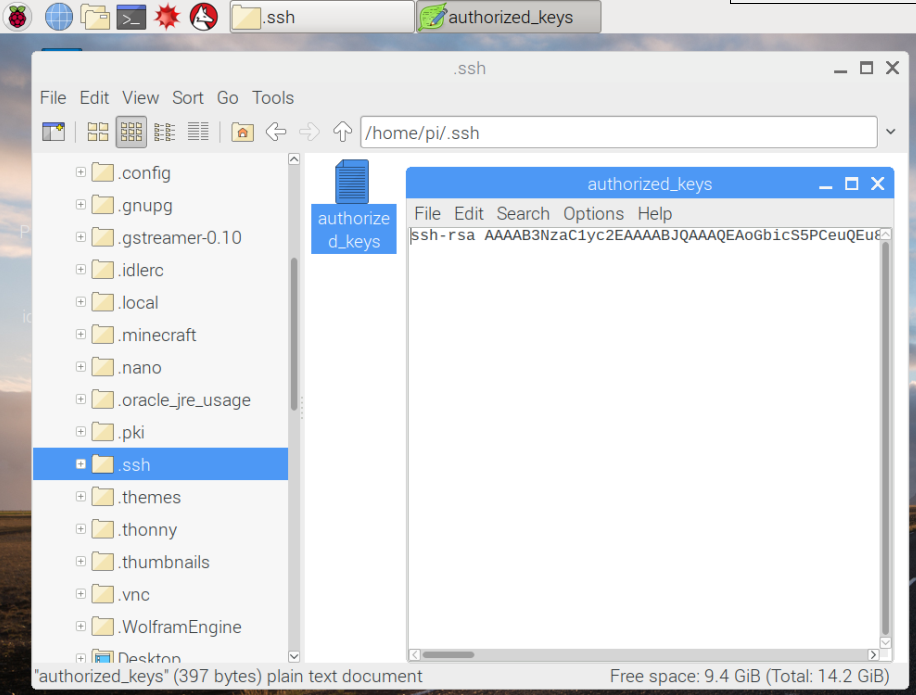 .ssh
authorized_keys
.ssh
File Edit View Sort Go Tools
/home/pi/.ssh
.config
.gnupg
.gstreamer-0.10
.idlerc
.local
.minecraft
.nano
.oracle_jre_usage
.pki
.ssh
.themes
.thonny
.thumbnails
.vnc
.WolframEngine
Desktop
authorize
d_keys
authorized_keys
File Edit Search Options Help
ssh-rsa AAAAB3NzaC1yc2EAAAABJQAAAQEAoGbicS5PCeuQEu8
"authorized_keys" (397 bytes) plain text document
Free space: 9.4 GiB (Total: 14.2 GiB)